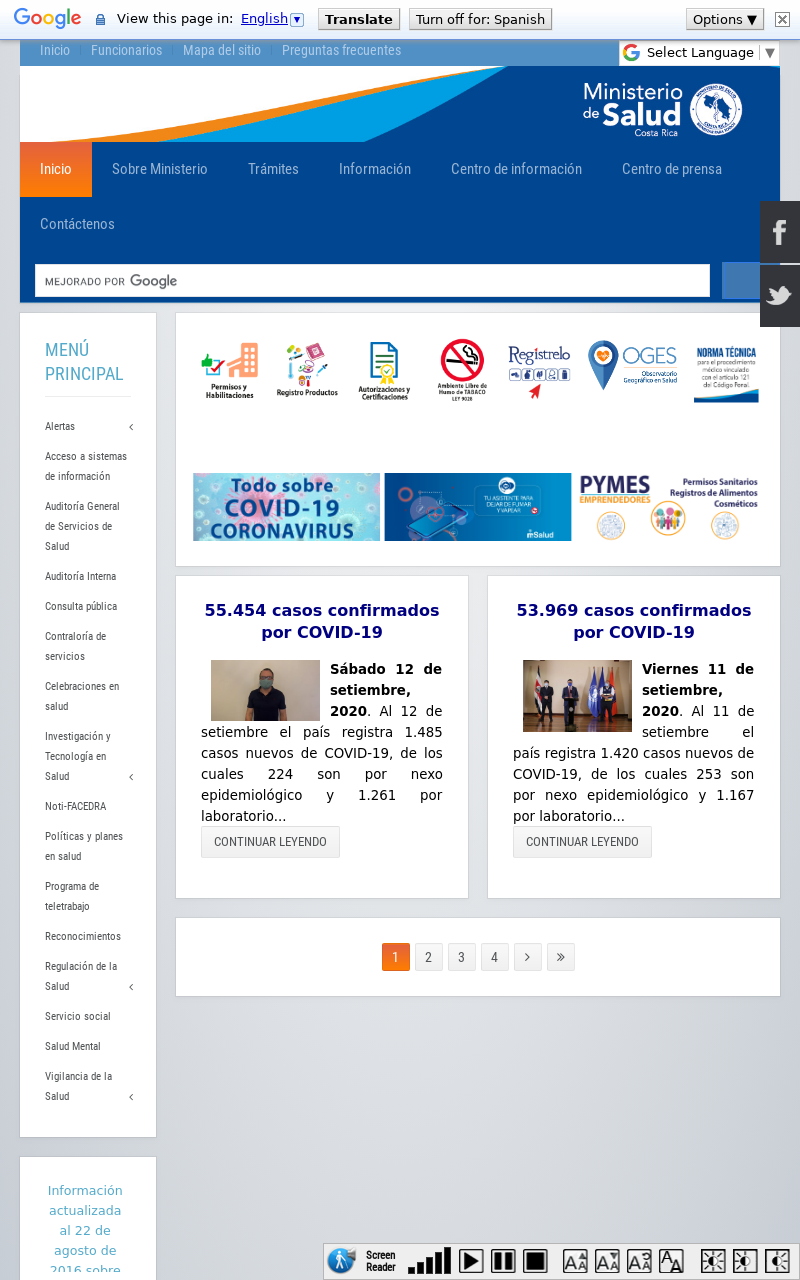 Google View this page in: English ▼ Translate Turn off for: Spanish Options ▼
Inicio Funcionarios Mapa del sitio Preguntas frecuentes
Select Language ▼
Ministerio
de Salud
Costa Rica
Inicio Sobre Ministerio Trámites Información Centro de información Centro de prensa
Contáctenos
MEJORADO POR Google
MENÚ
PRINCIPAL
Alertas
Acceso a sistemas
de información
Auditoría General
de Servicios de
Salud
Auditoría Interna
Consulta pública
Contraloría de
servicios
Celebraciones en
salud
Investigación y
Tecnología en
Salud
Noti-FACEDRA
Políticas y planes
en salud
Programa de
teletrabajo
Reconocimientos
Regulación de la
Salud
Servicio social
Salud Mental
Vigilancia de la
Salud
Información
actualizada
al 22 de
agosto de
2016 sobre
Permisos y
Habilitaciones
Registro Productos
Autorizaciones y
Certificaciones
Ambiente Libre de
Humo de TABACO
LEY 9028
Regístrelo
OGES
Observatorio
Geográfico en Salud
NORMA TÉCNICA
para el procedimiento
médico vinculado
con el artículo 121
del Código Penal.
Todo sobre
COVID-19
CORONAVIRUS
TU ASISTENTE PARA
DEJAR DE FUMAR
Y VAPEAR
Salud
PYMES
EMPRENDEDORES
Permisos Sanitarios
Registros de Alimentos
Cosméticos
55.454 casos confirmados
por COVID-19
Sábado 12 de
setiembre,
2020. Al 12 de
setiembre el país registra 1.485
casos nuevos de COVID-19, de los
cuales 224 son por nexo
epidemiológico y 1.261 por
laboratorio...
CONTINUAR LEYENDO
53.969 casos confirmados
por COVID-19
Viernes 11 de
setiembre,
2020. Al 11 de
setiembre el
país registra 1.420 casos nuevos de
COVID-19, de los cuales 253 son
por nexo epidemiológico y 1.167
por laboratorio...
CONTINUAR LEYENDO
1 2 3 4 > »
Screen
Reader